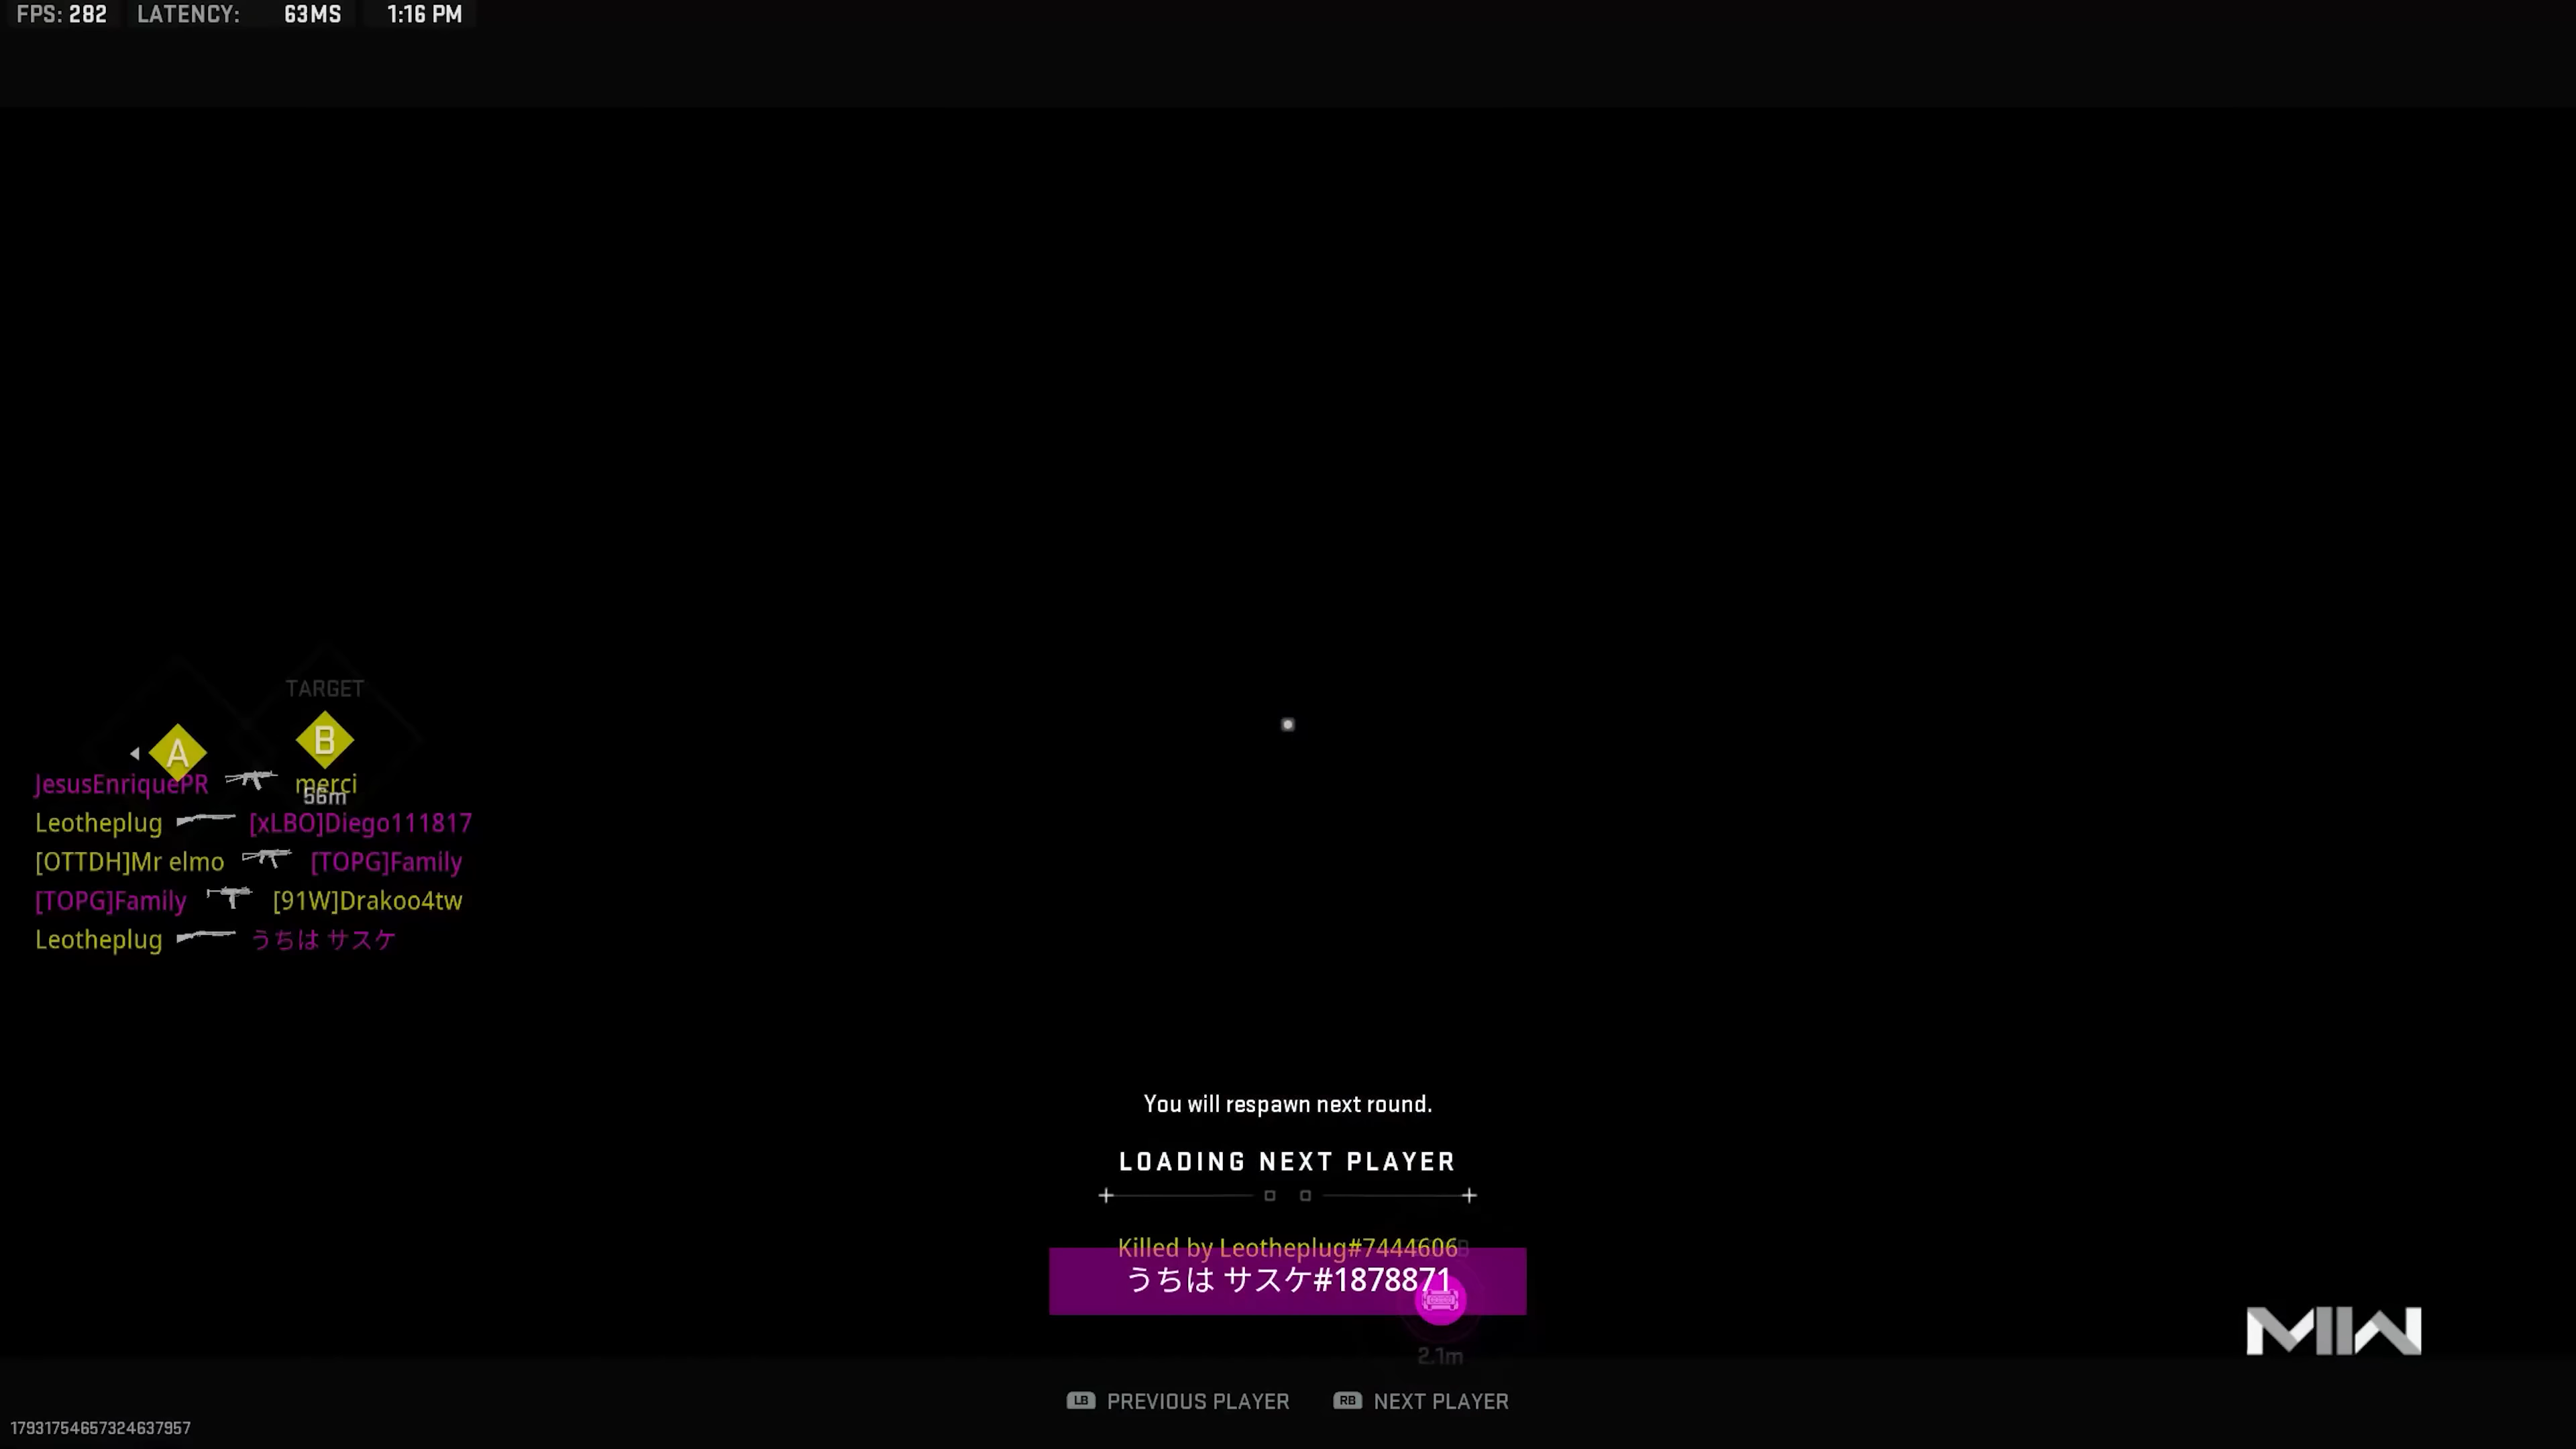 FPS: 282 LATENCY: 63MS 1:16 PM
TARGET
A B
JesusEnriquePR merci
56m
Leotheplug [xLBO]Diego111817
[OTTDH]Mr elmo [TOPG]Family
[TOPG]Family [91W]Drakoo4tw
Leotheplug うちは サスケ
You will respawn next round.
LOADING NEXT PLAYER
Killed by Leotheplug#7444606
うちは サスケ#1878871
2.1m
MW
LB PREVIOUS PLAYER RB NEXT PLAYER
17931754657324637957